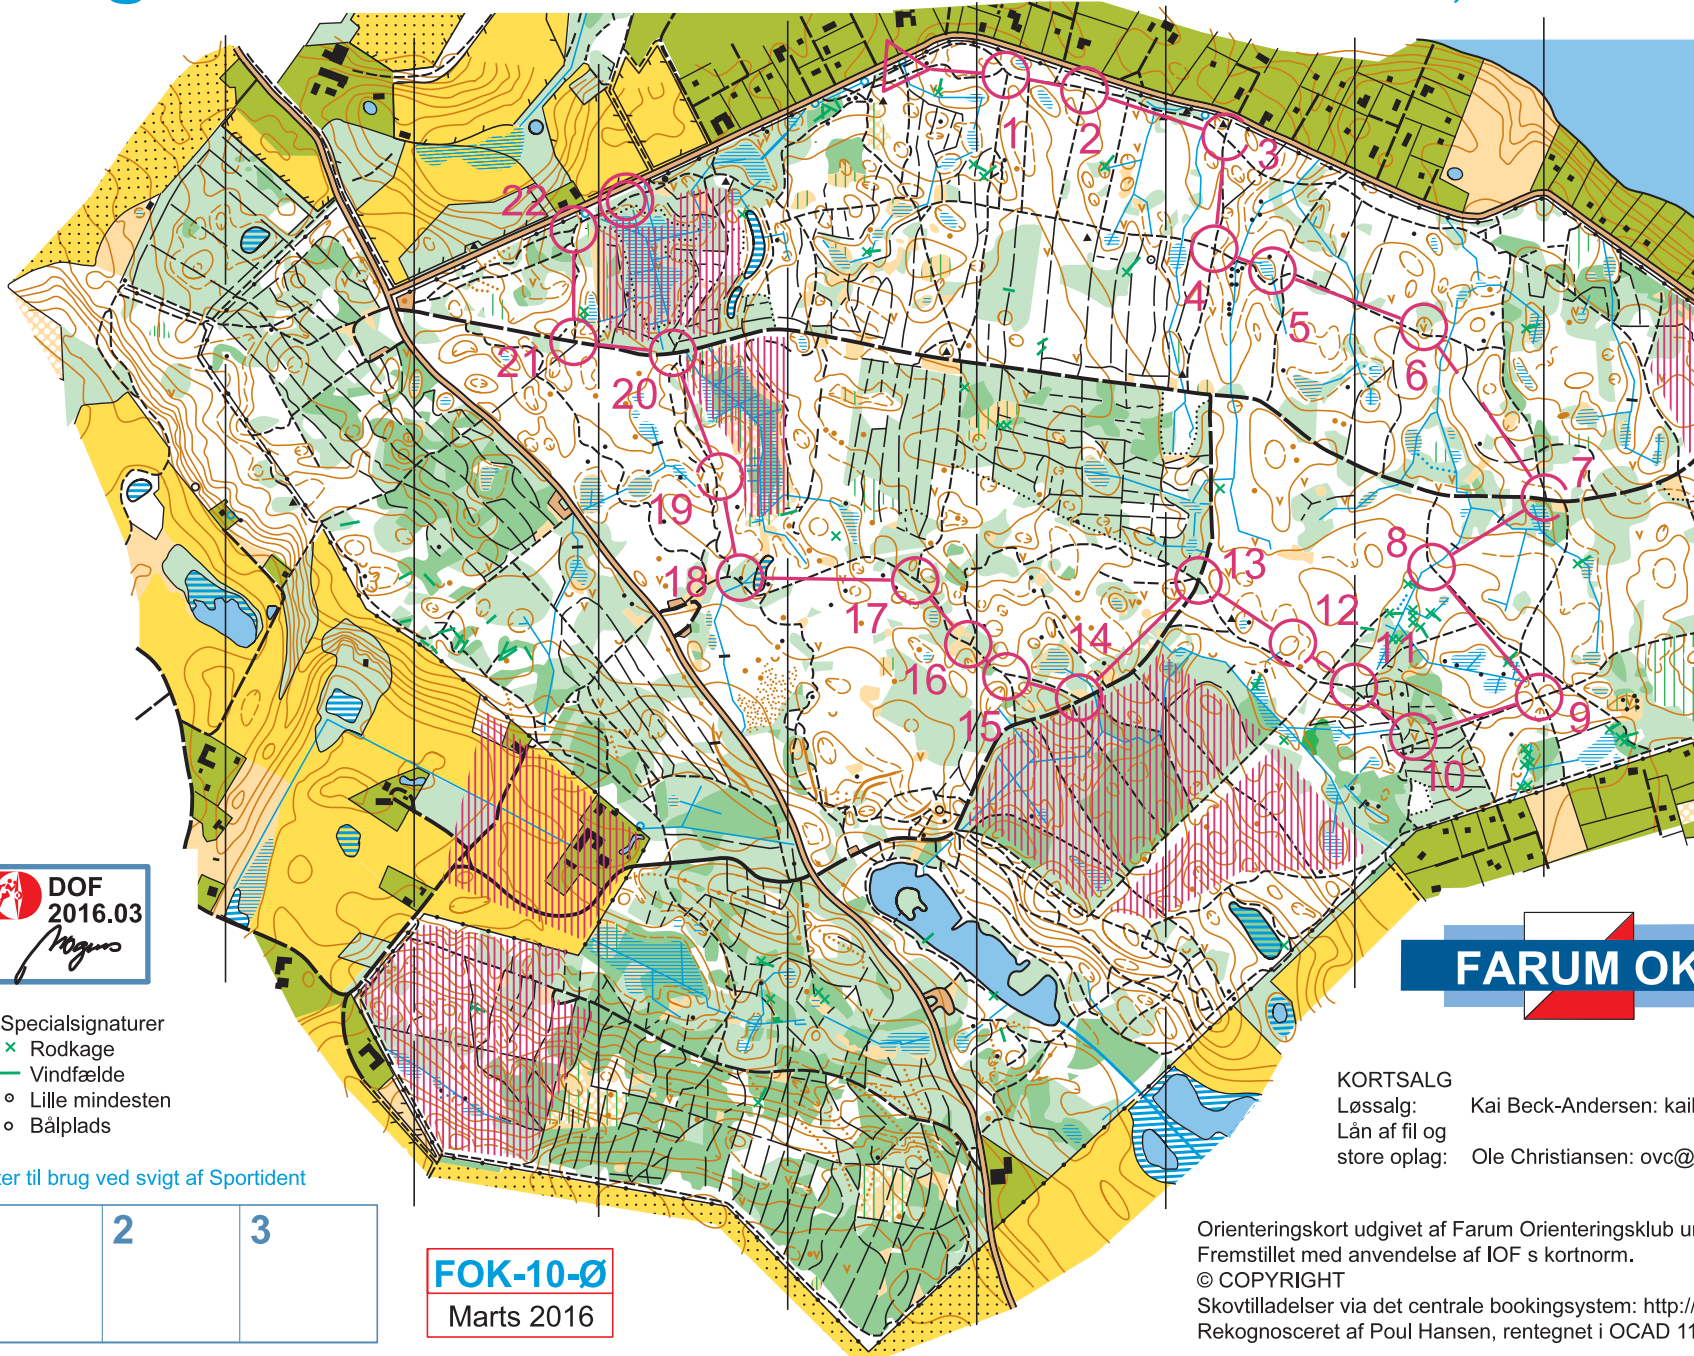 1
2
3
4
5
6
7
8
9
10
11
12
13
14
15
16
17
18
19
20
21
22
DOF
2016.03
Mogens
FARUM OK
Specialsignaturer
Rodkage
Vindfælde
Lille mindesten
Bålplads
til brug ved svigt af Sportident
2
3
FOK-10-Ø
Marts 2016
KORTSALG
Løssalg: Kai Beck-Andersen:
Lån af fil og
store oplag: Ole Christiansen: ovc@
Orienteringskort udgivet af Farum Orienteringsklub
Fremstillet med anvendelse af IOF s kortnorm.
© COPYRIGHT
Skovtilladelser via det centrale bookingsystem: http:/
Rekognosceret af Poul Hansen, rentegnet i OCAD 11